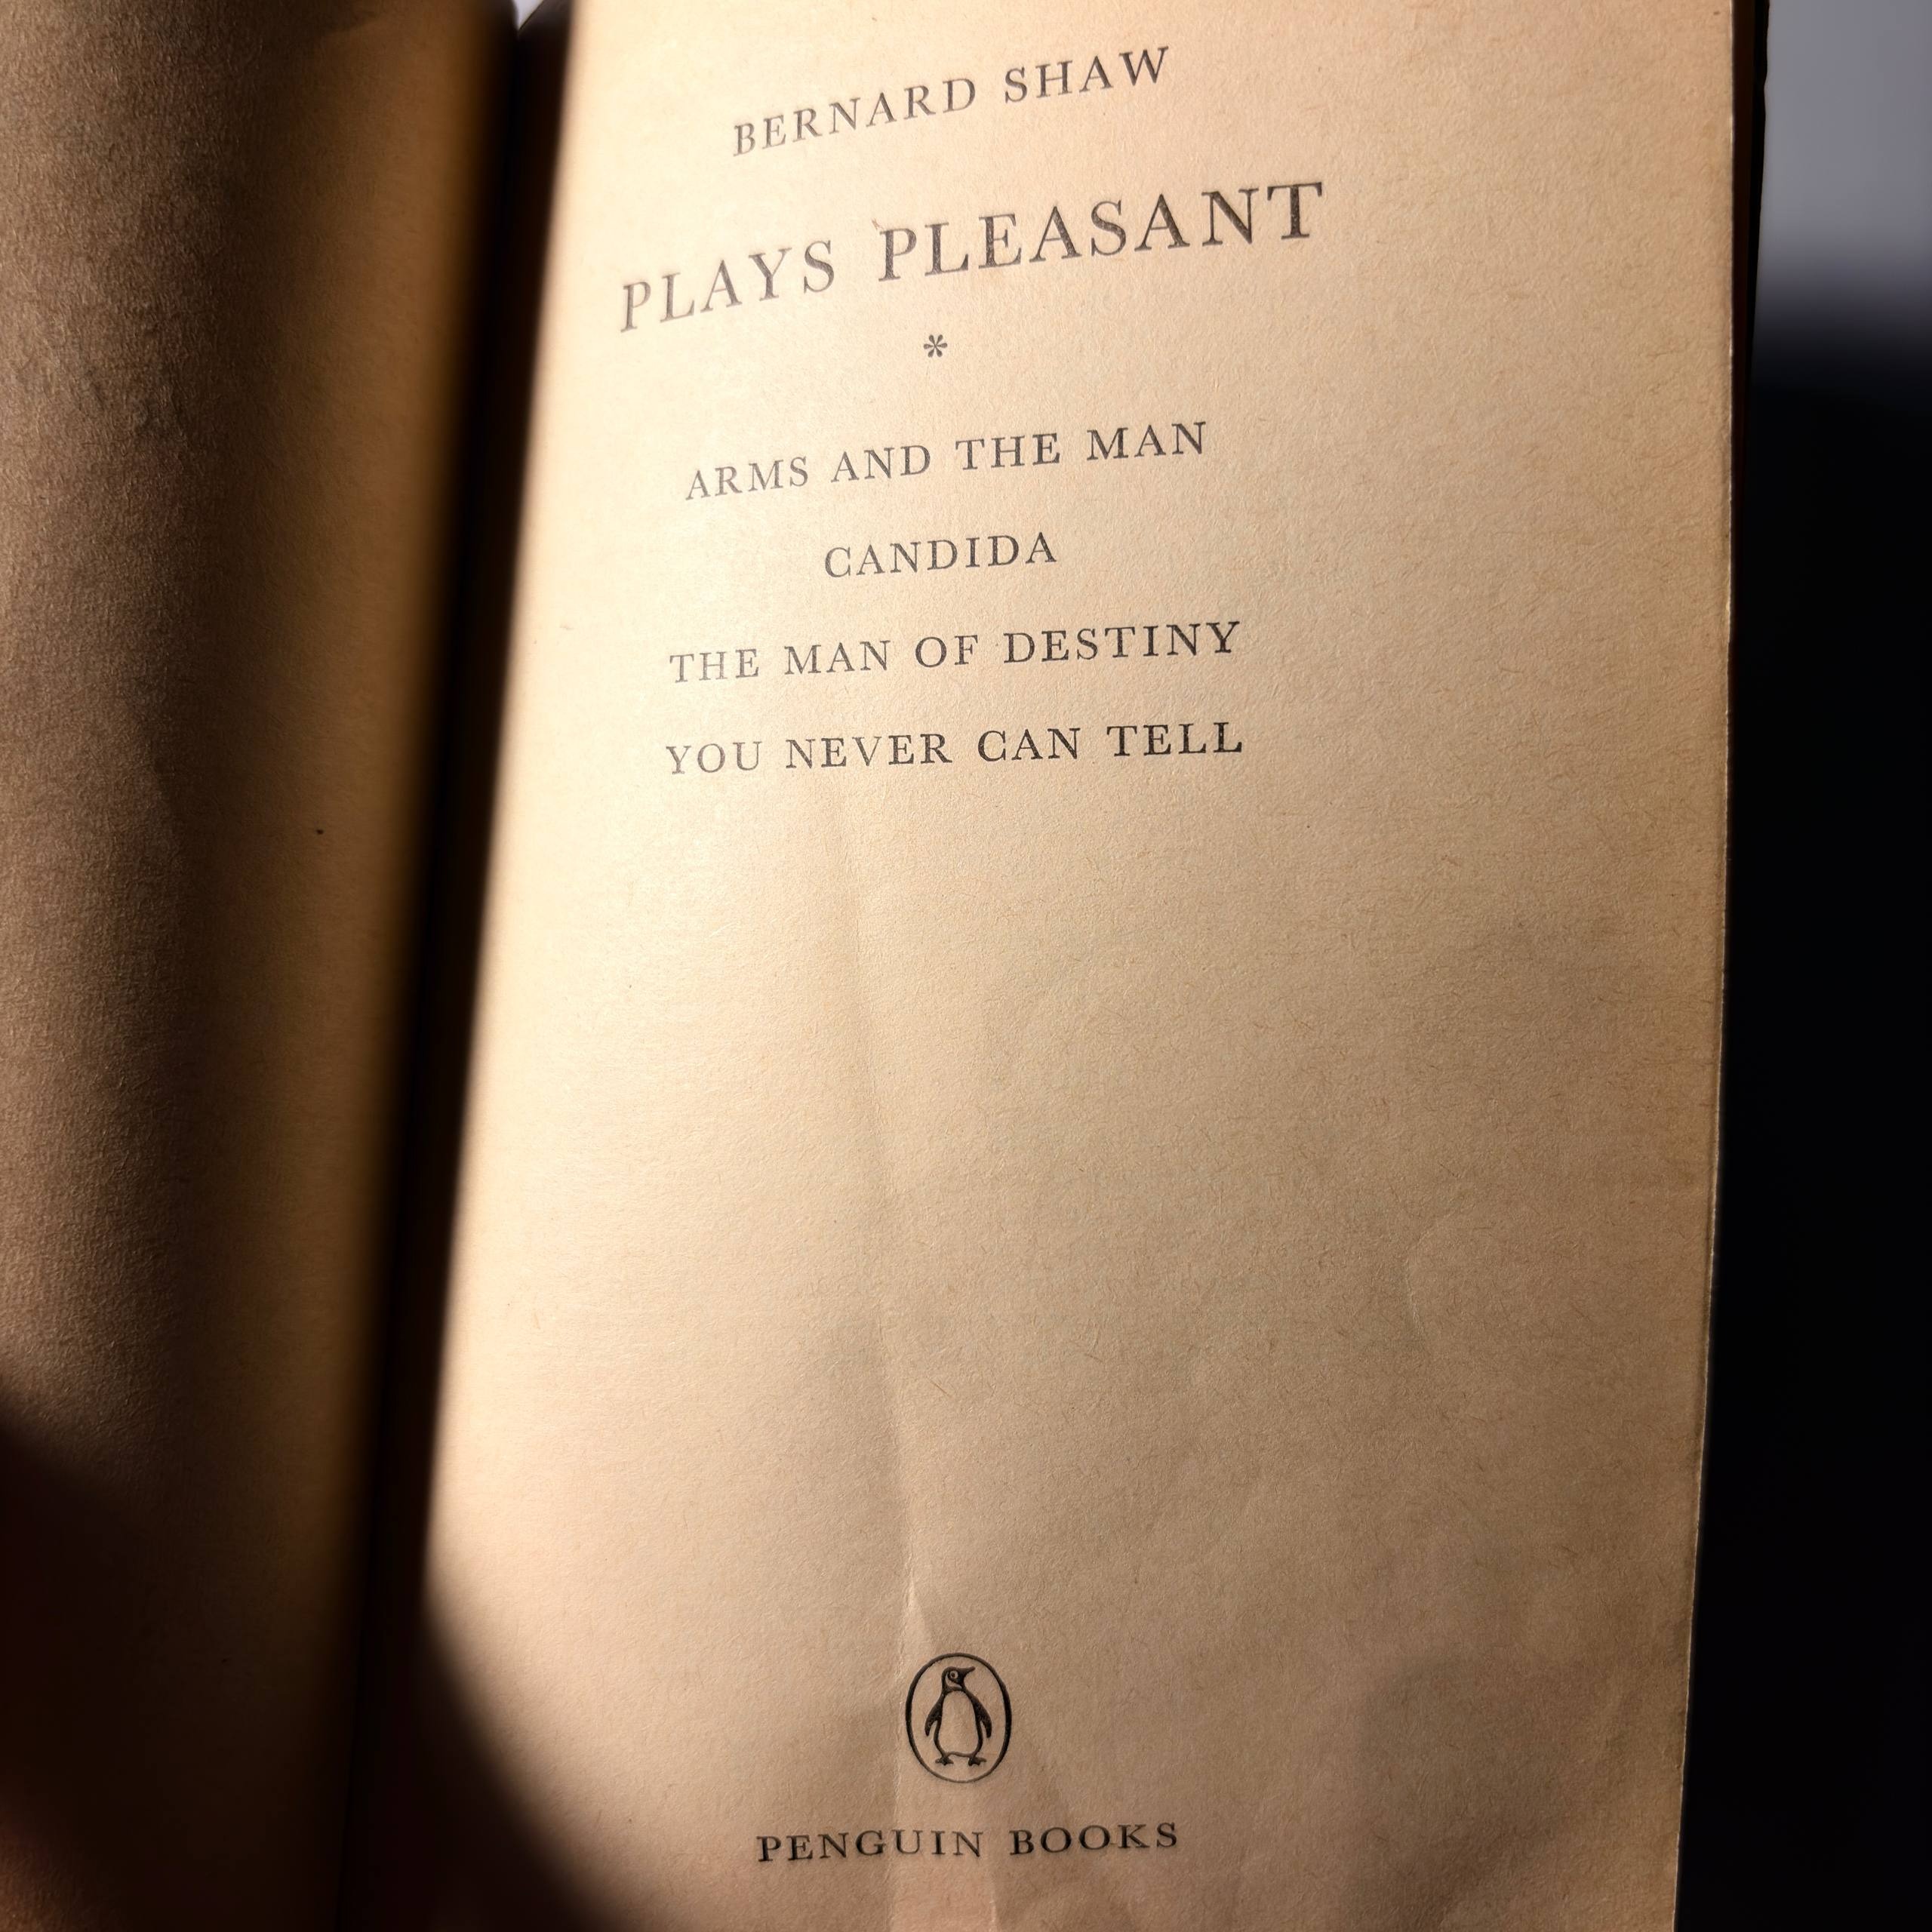 BERNARD SHAW
PLAYS PLEASANT
*
ARMS AND THE MAN
CANDIDA
THE MAN OF DESTINY
YOU NEVER CAN TELL
PENGUIN BOOKS